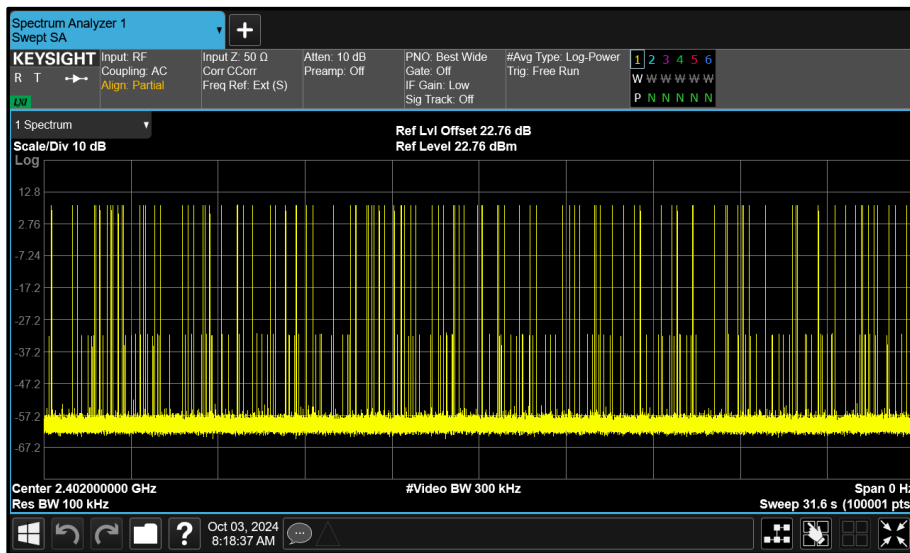 Spectrum Analyzer 1
Swept SA
+
KEYSIGHT
R T
LXI
Input: RF
Coupling: AC
Align: Partial
Input Z: 50 Ω
Corr CCorr
Freq Ref: Ext (S)
Atten: 10 dB
Preamp: Off
PNO: Best Wide
Gate: Off
IF Gain: Low
Sig Track: Off
#Avg Type: Log-Power
Trig: Free Run
1 2 3 4 5 6
W W W W W W
P N N N N N
1 Spectrum
Scale/Div 10 dB
Ref Lvl Offset 22.76 dB
Ref Level 22.76 dBm
Log
12.8
2.76
-7.24
-17.2
-27.2
-37.2
-47.2
-57.2
-67.2
Center 2.402000000 GHz
#Video BW 300 kHz
Span 0 Hz
Res BW 100 kHz
Sweep 31.6 s (100001 pts
?
Oct 03, 2024
8:18:37 AM